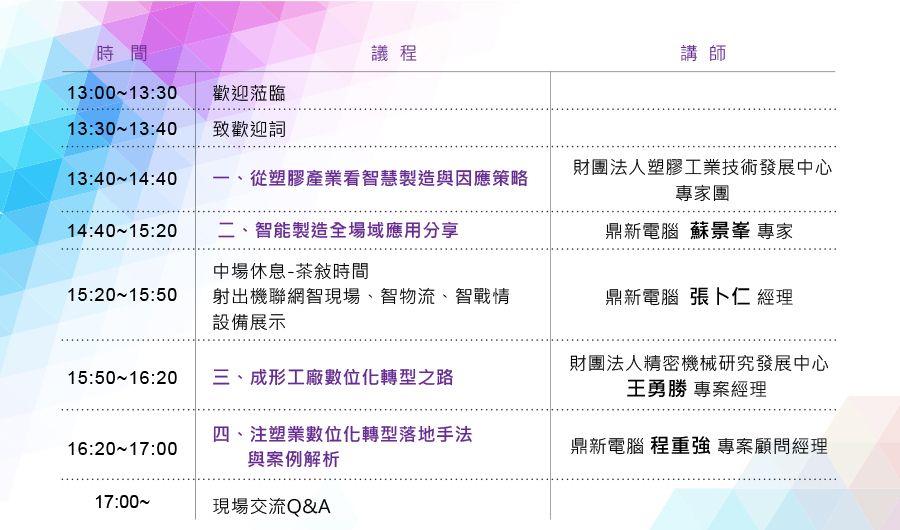 時 間 議 程 講 師
13:00~13:30 歡迎蒞臨
13:30~13:40 致歡迎詞
13:40~14:40 一、從塑膠產業看智慧製造與因應策略 財團法人塑膠工業技術發展中心
專家團
14:40~15:20 二、智能製造全場域應用分享 鼎新電腦 蘇景峯 專家
中場休息-茶敍時間
15:20~15:50 射出機聯網智現場、智物流、智戰情 鼎新電腦 張卜仁 經理
設備展示
15:50~16:20 三、成形工廠數位化轉型之路 財團法人精密機械研究發展中心
王勇勝 專案經理
16:20~17:00 四、注塑業數位化轉型落地手法 鼎新電腦 程重強 專案顧問經理
與案例解析
17:00~ 現場交流Q&A